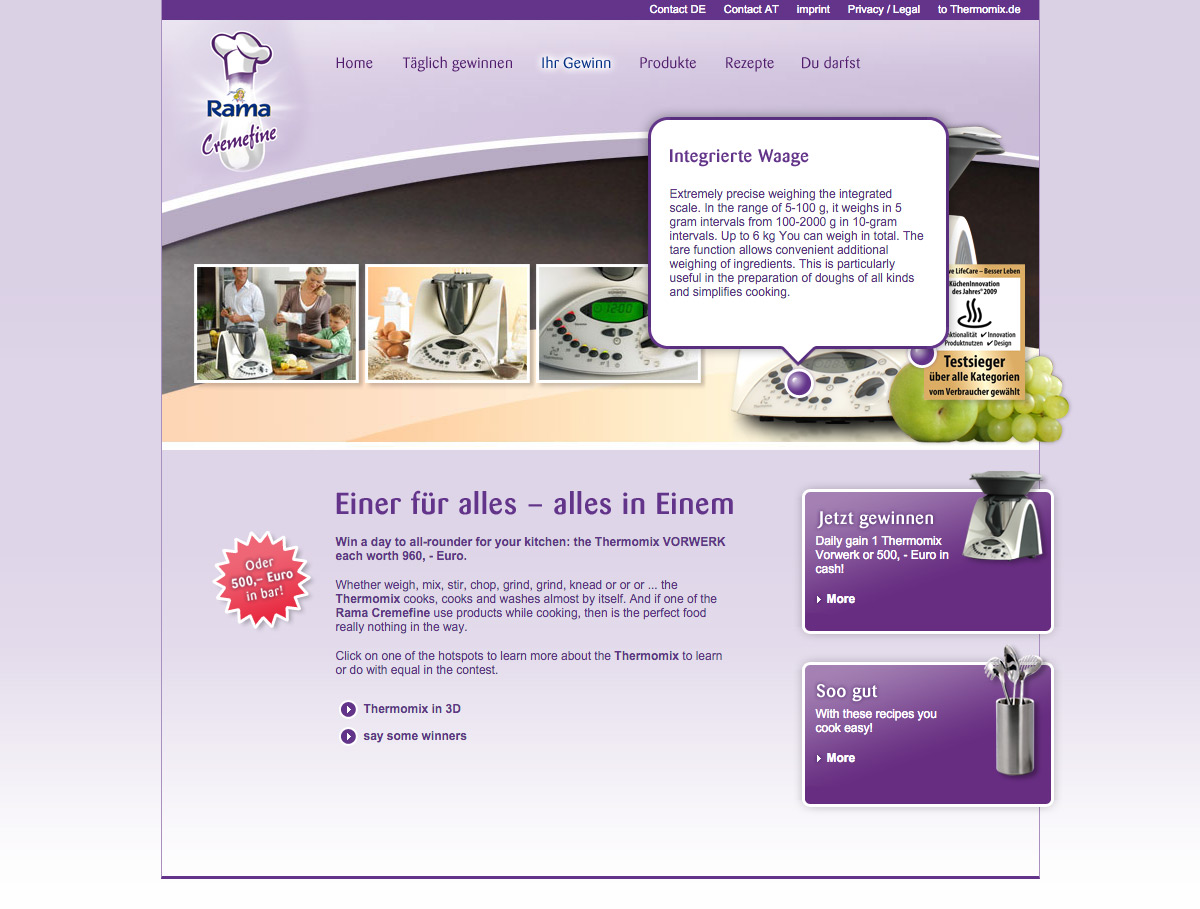 Contact DE Contact AT imprint Privacy / Legal to Thermomix.de
Rama
Cremefine
Home Täglich gewinnen Ihr Gewinn Produkte Rezepte Du darfst
Integrierte Waage
Extremely precise weighing the integrated
scale. In the range of 5-100 g, it weighs in 5
gram intervals from 100-2000 g in 10-gram
intervals. Up to 6 kg You can weigh in total. The
tare function allows convenient additional
weighing of ingredients. This is particularly
useful in the preparation of doughs of all kinds
and simplifies cooking.
LifeCare – Besser Leben
KüchenInnovation
des Jahres® 2009
Innovation
Produktnutzen ✔ Design
Testsieger
über alle Kategorien
vom Verbraucher gewählt
12:00
Einer für alles – alles in Einem
Win a day to all-rounder for your kitchen: the Thermomix VORWERK
each worth 960, - Euro.
Whether weigh, mix, stir, chop, grind, grind, knead or or or ... the
Thermomix cooks, cooks and washes almost by itself. And if one of the
Rama Cremefine use products while cooking, then is the perfect food
really nothing in the way.
Click on one of the hotspots to learn more about the Thermomix to learn
or do with equal in the contest.
Thermomix in 3D
say some winners
Oder
500,– Euro
in bar!
Jetzt gewinnen
Daily gain 1 Thermomix
Vorwerk or 500, - Euro in
cash!
More
Soo gut
With these recipes you
cook easy!
More